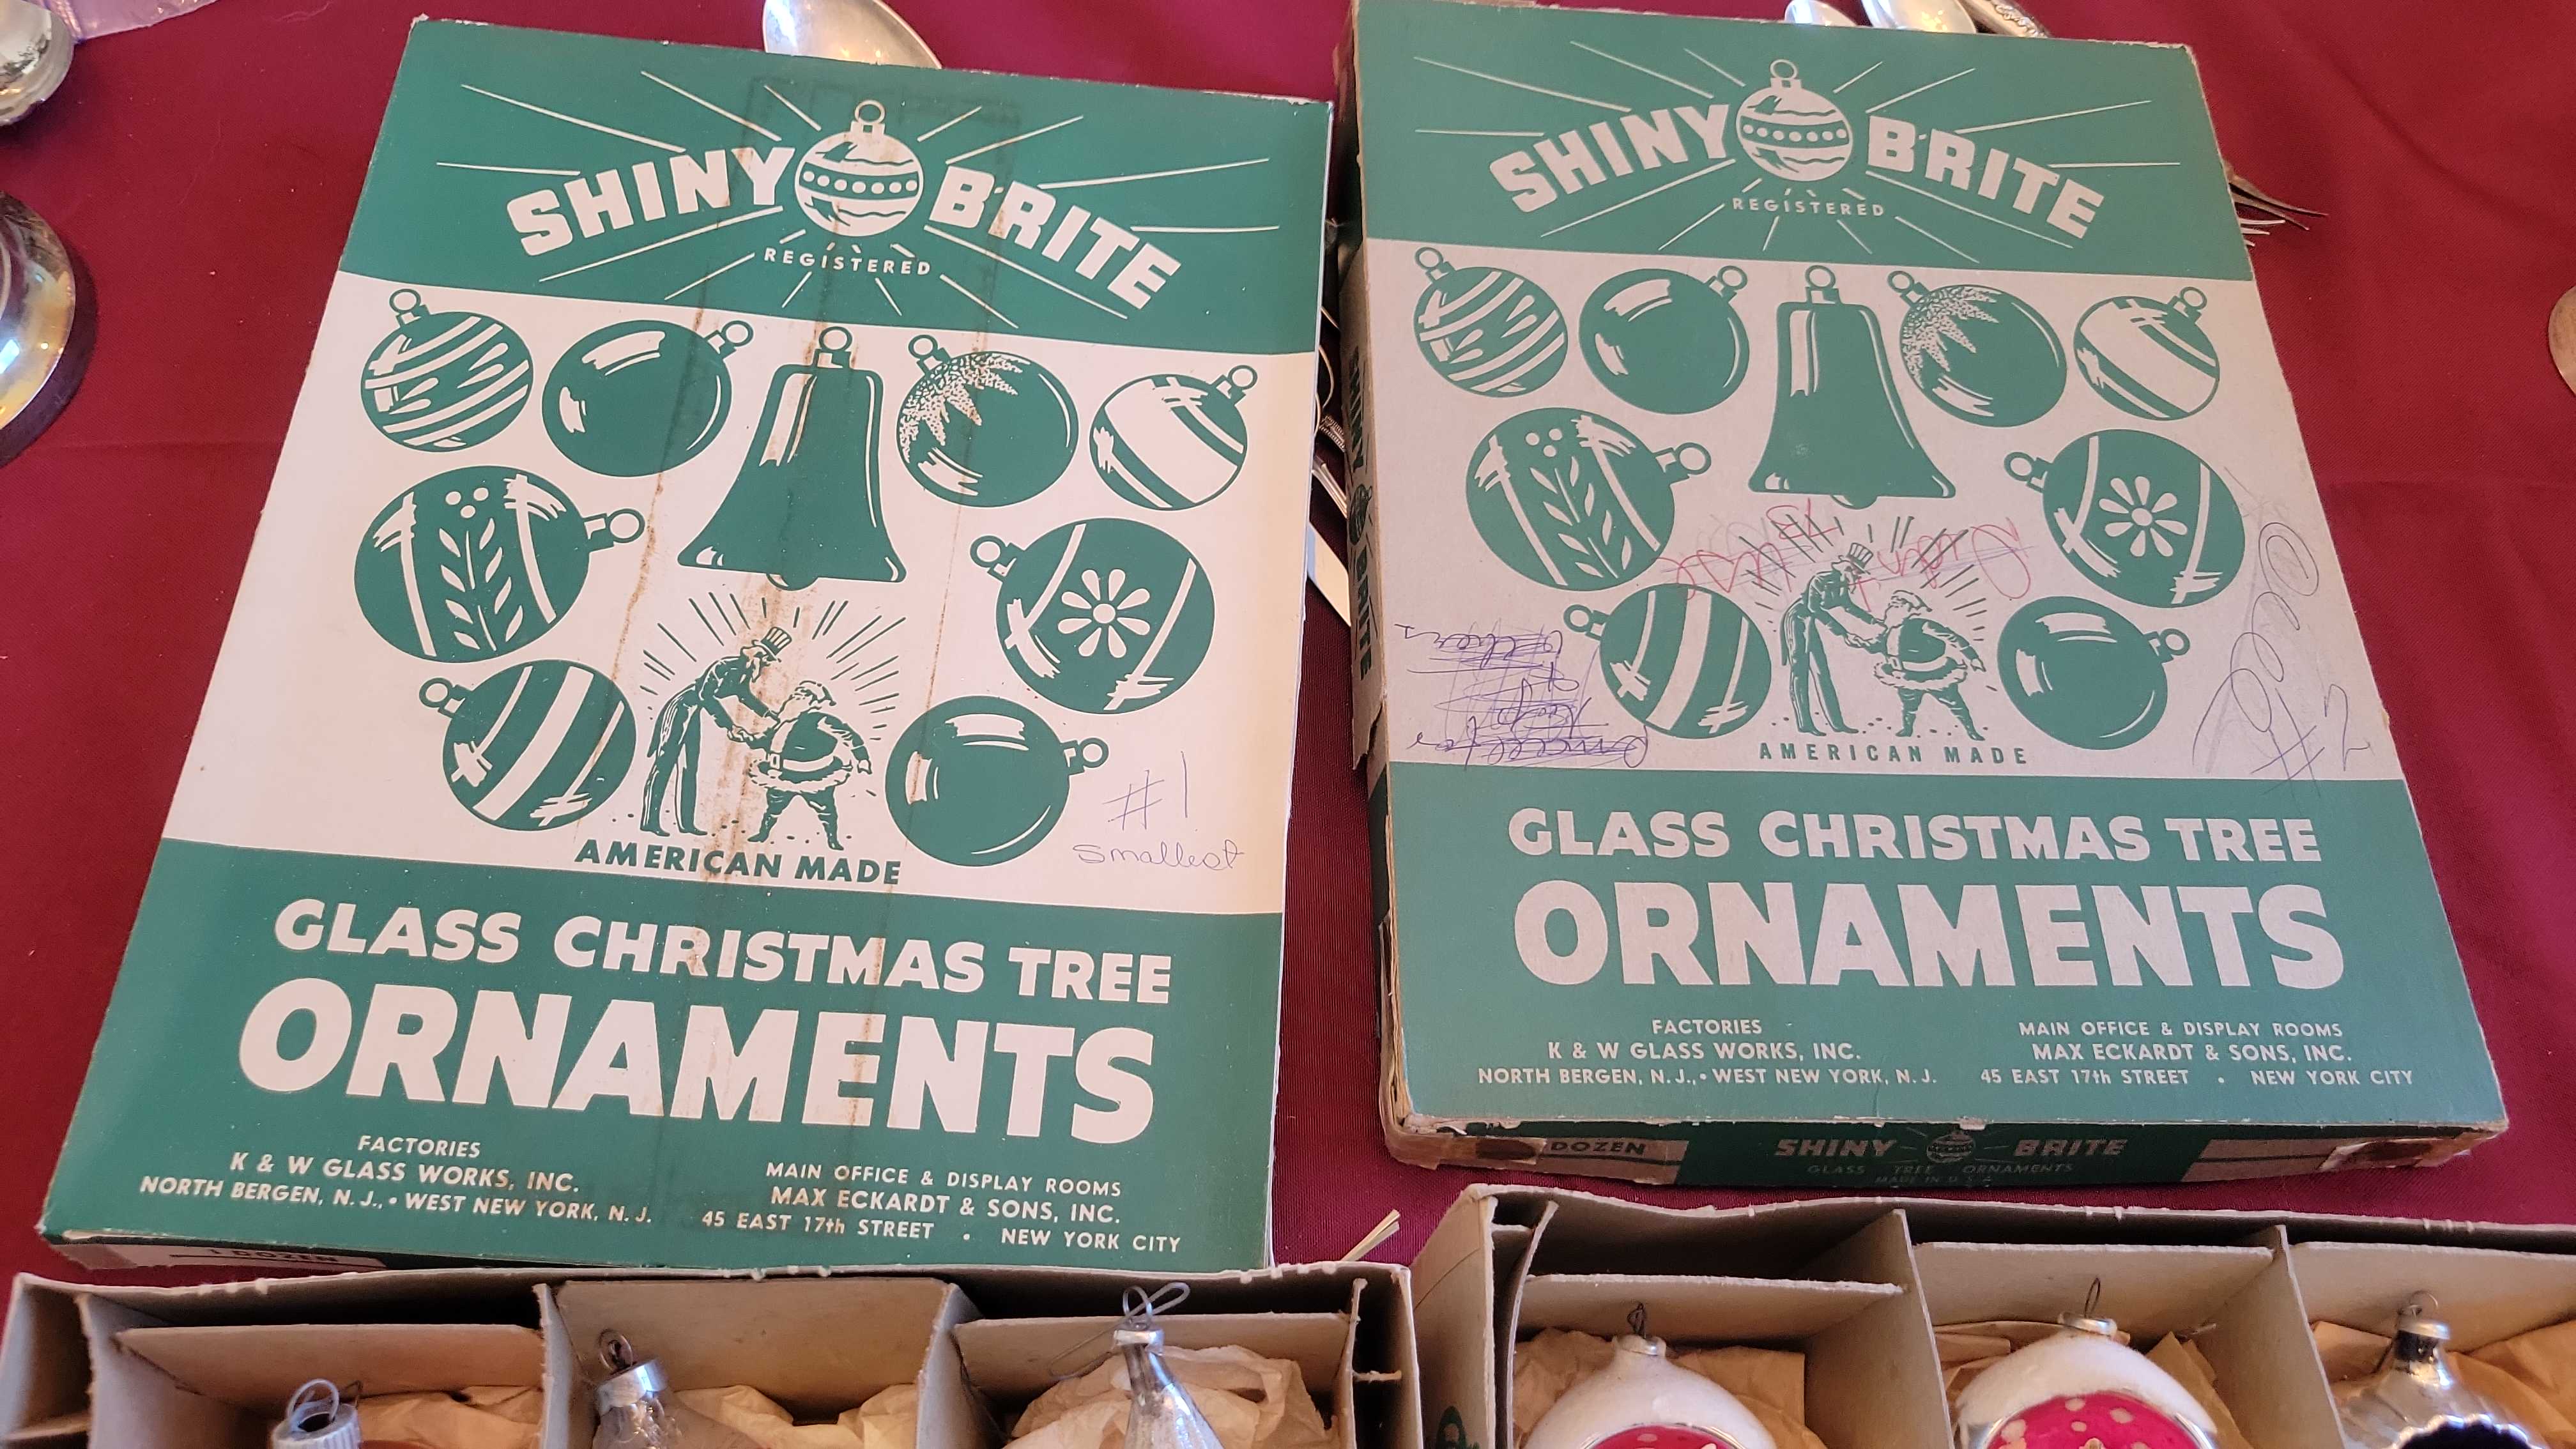 SHINY BRITE
REGISTERED
#1
Smallest
AMERICAN MADE
GLASS CHRISTMAS TREE
ORNAMENTS
FACTORIES
K & W GLASS WORKS, INC.
NORTH BERGEN, N. J., • WEST NEW YORK, N. J.
MAIN OFFICE & DISPLAY ROOMS
MAX ECKARDT & SONS, INC.
45 EAST 17th STREET • NEW YORK CITY
1 DOZEN
SHINY BRITE
REGISTERED
#2
AMERICAN MADE
GLASS CHRISTMAS TREE
ORNAMENTS
FACTORIES
K & W GLASS WORKS, INC.
NORTH BERGEN, N. J., • WEST NEW YORK, N. J.
MAIN OFFICE & DISPLAY ROOMS
MAX ECKARDT & SONS, INC.
45 EAST 17th STREET • NEW YORK CITY
DOZEN
SHINY BRITE
GLASS TREE ORNAMENTS
MADE IN U.S.A.
SHINY BRITE